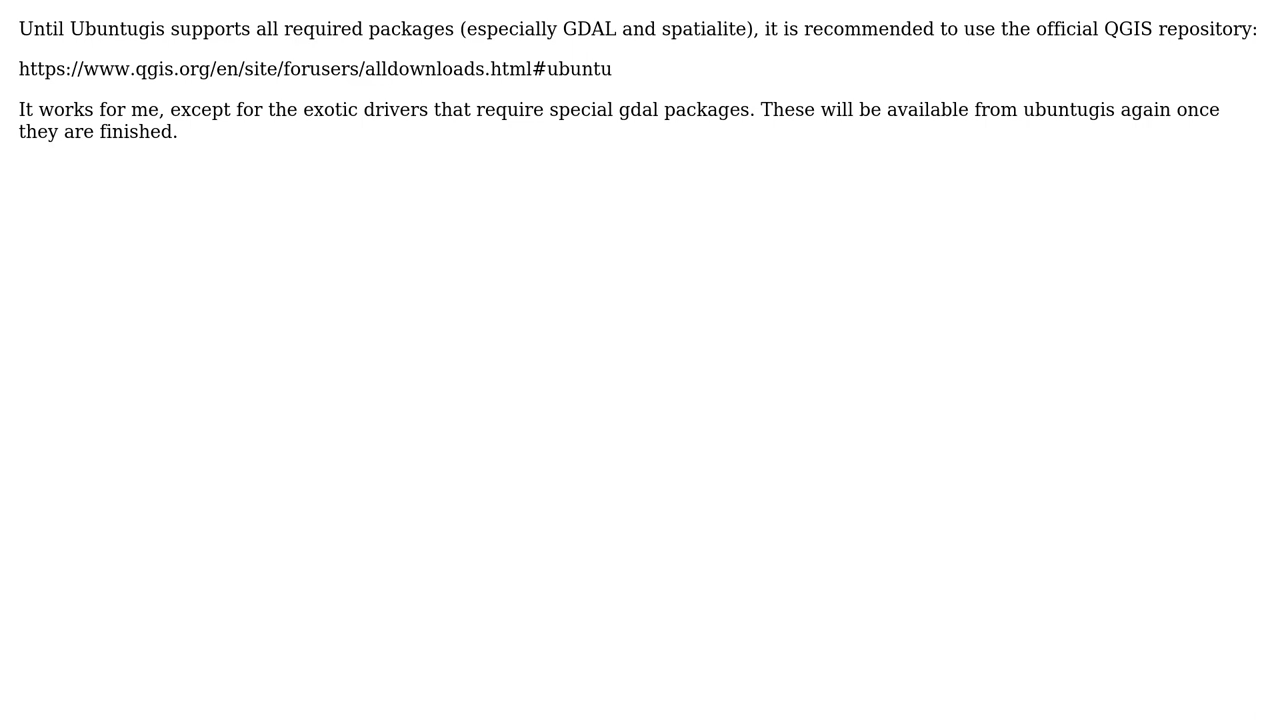 Until Ubuntugis supports all required packages (especially GDAL and spatialite), it is recommended to use the official QGIS repository:
https://www.qgis.org/en/site/forusers/alldownloads.html#ubuntu
It works for me, except for the exotic drivers that require special gdal packages. These will be available from ubuntugis again once
they are finished.